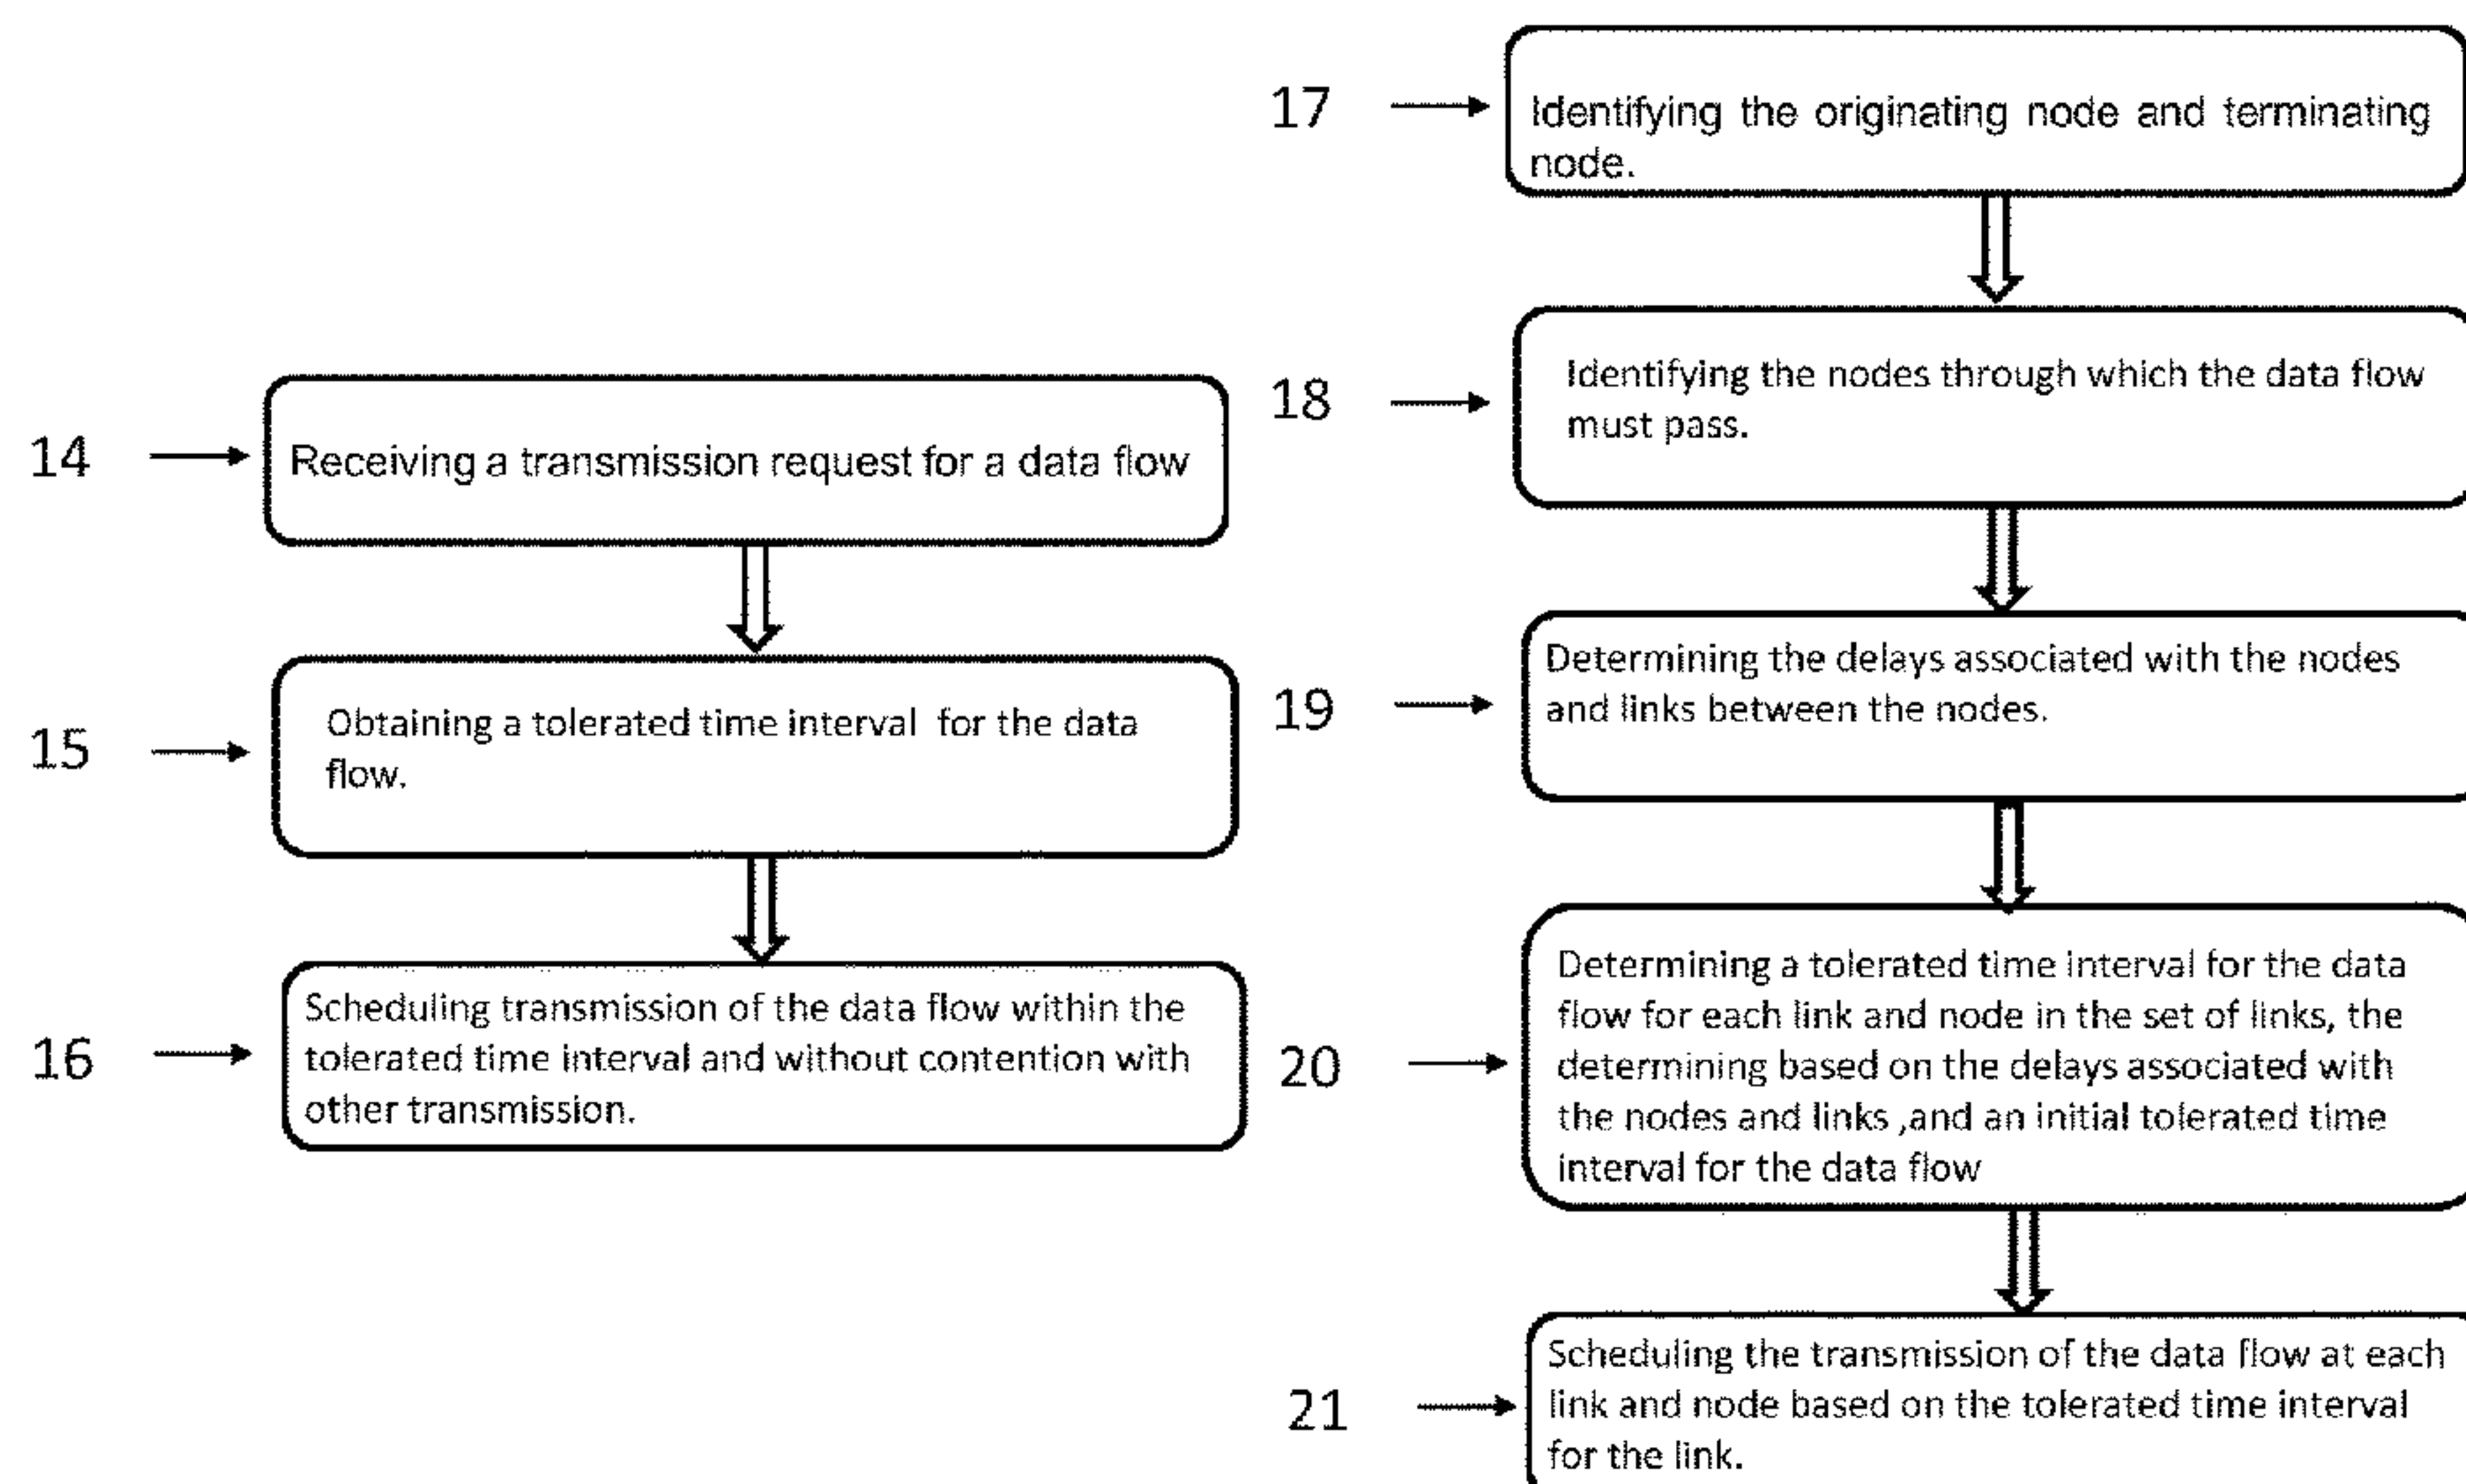 14
Receiving a transmission request for a data flow
15
Obtaining a tolerated time interval for the data
flow.
16
Scheduling transmission of the data flow within the
tolerated time interval and without contention with
other transmission.
17
Identifying the originating node and terminating
node.
18
Identifying the nodes through which the data flow
must pass.
19
Determining the delays associated with the nodes
and links between the nodes.
20
Determining a tolerated time interval for the data
flow for each link and node in the set of links, the
determining based on the delays associated with
the nodes and links ,and an initial tolerated time
interval for the data flow
21
Scheduling the transmission of the data flow at each
link and node based on the tolerated time interval
for the link.